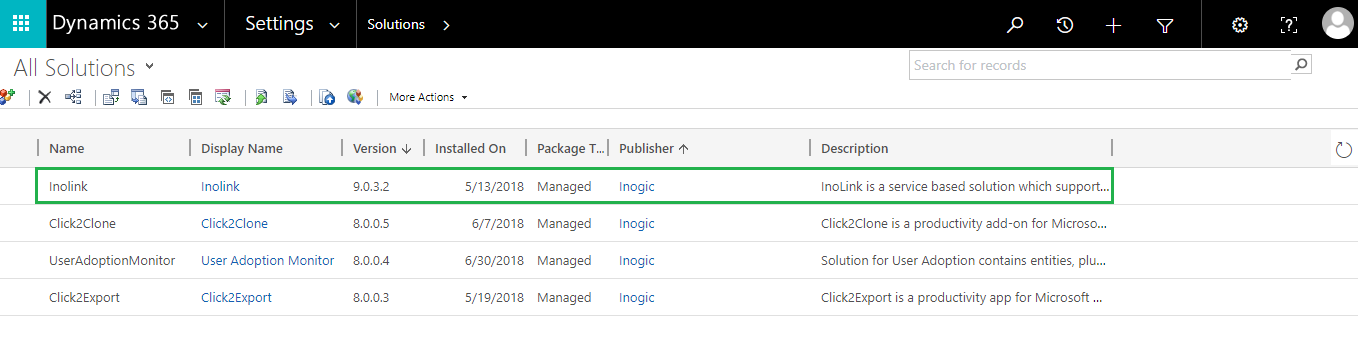 Dynamics 365 Settings Solutions
All Solutions Search for records
More Actions
Name Display Name Version Installed On Package T... Publisher Description
Inolink Inolink 9.0.3.2 5/13/2018 Managed Inogic InoLink is a service based solution which support...
Click2Clone Click2Clone 8.0.0.5 6/7/2018 Managed Inogic Click2Clone is a productivity add-on for Microso...
UserAdoptionMonitor User Adoption Monitor 8.0.0.4 6/30/2018 Managed Inogic Solution for User Adoption contains entities, plu...
Click2Export Click2Export 8.0.0.3 5/19/2018 Managed Inogic Click2Export is a productivity app for Microsoft ...